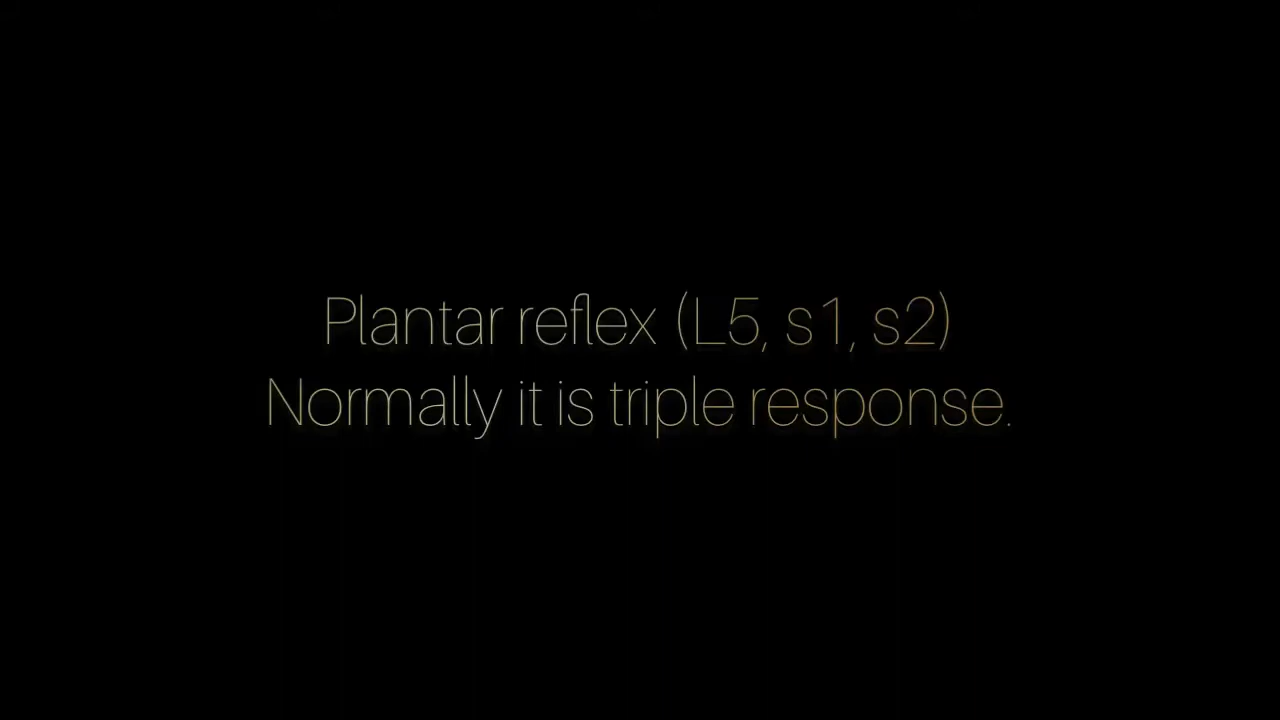 Plantar reflex (L5, s1, s2)
Normally it is triple response.